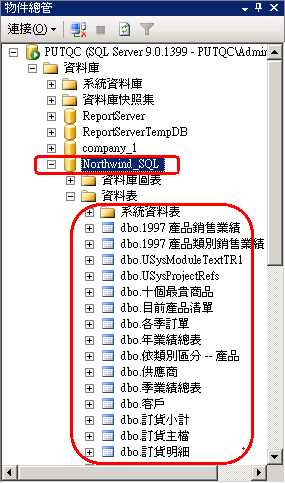 物件總管
連接(O)
PUTQC (SQL Server 9.0.1399 - PUTQC\Admin
資料庫
系統資料庫
資料庫快照集
ReportServer
ReportServerTempDB
company_1
Northwind_SQL
資料庫圖表
資料表
系統資料表
dbo.1997 產品銷售業績
dbo.1997 產品類別銷售業績
dbo.USysModuleTextTR1
dbo.USysProjectRefs
dbo.十個最貴商品
dbo.目前產品清單
dbo.各季訂單
dbo.年業績總表
dbo.依類別區分 -- 產品
dbo.供應商
dbo.季業績總表
dbo.客戶
dbo.訂貨小計
dbo.訂貨主檔
dbo.訂貨明細